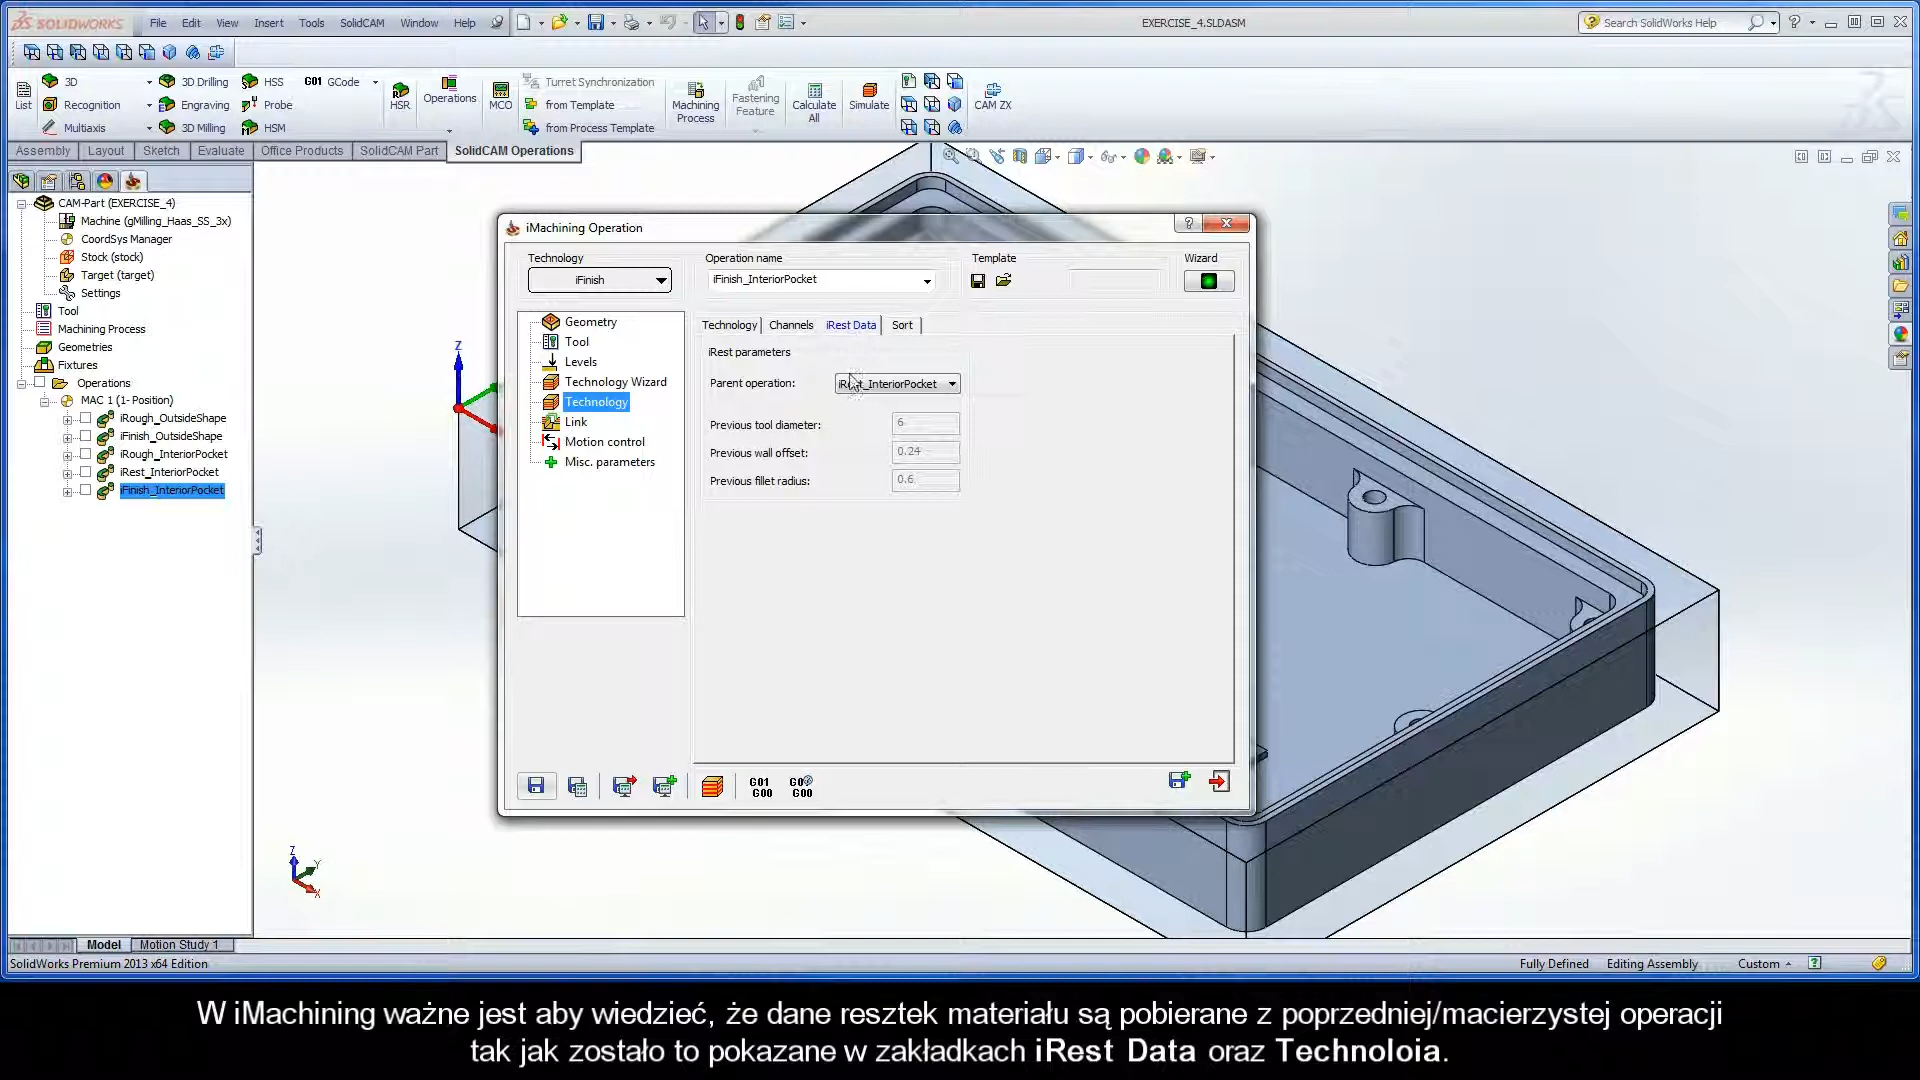 SOLIDWORKS File Edit View Insert Tools SolidCAM Window Help EXERCISE_4.SLDASM Search SolidWorks Help
3D 3D Drilling HSS G01 GCode Turret Synchronization
List Recognition Engraving Probe HSR Operations MCO from Template Machining Process Fastening Feature Calculate All Simulate CAM ZX
Multiaxis 3D Milling HSM from Process Template
Assembly Layout Sketch Evaluate Office Products SolidCAM Part SolidCAM Operations
CAM-Part (EXERCISE_4)
Machine (gMilling_Haas_SS_3x)
CoordSys Manager
Stock (stock)
Target (target)
Settings
Tool
Machining Process
Geometries
Fixtures
Operations
MAC 1 (1- Position)
iRough_OutsideShape
iFinish_OutsideShape
iRough_InteriorPocket
iRest_InteriorPocket
iFinish_InteriorPocket
iMachining Operation
Technology Operation name Template Wizard
iFinish iFinish_InteriorPocket
Geometry
Tool
Levels
Technology Wizard
Technology
Link
Motion control
Misc. parameters
Technology Channels iRest Data Sort
iRest parameters
Parent operation: iRest_InteriorPocket
Previous tool diameter: 6
Previous wall offset: 0.24
Previous fillet radius: 0.6
G01 G00
G00
Z
Z Y X
Model Motion Study 1
SolidWorks Premium 2013 x64 Edition Fully Defined Editing Assembly Custom
W iMachining ważne jest aby wiedzieć, że dane resztek materiału są pobierane z poprzedniej/macierzystej operacji
tak jak zostało to pokazane w zakładkach iRest Data oraz Technoloia.